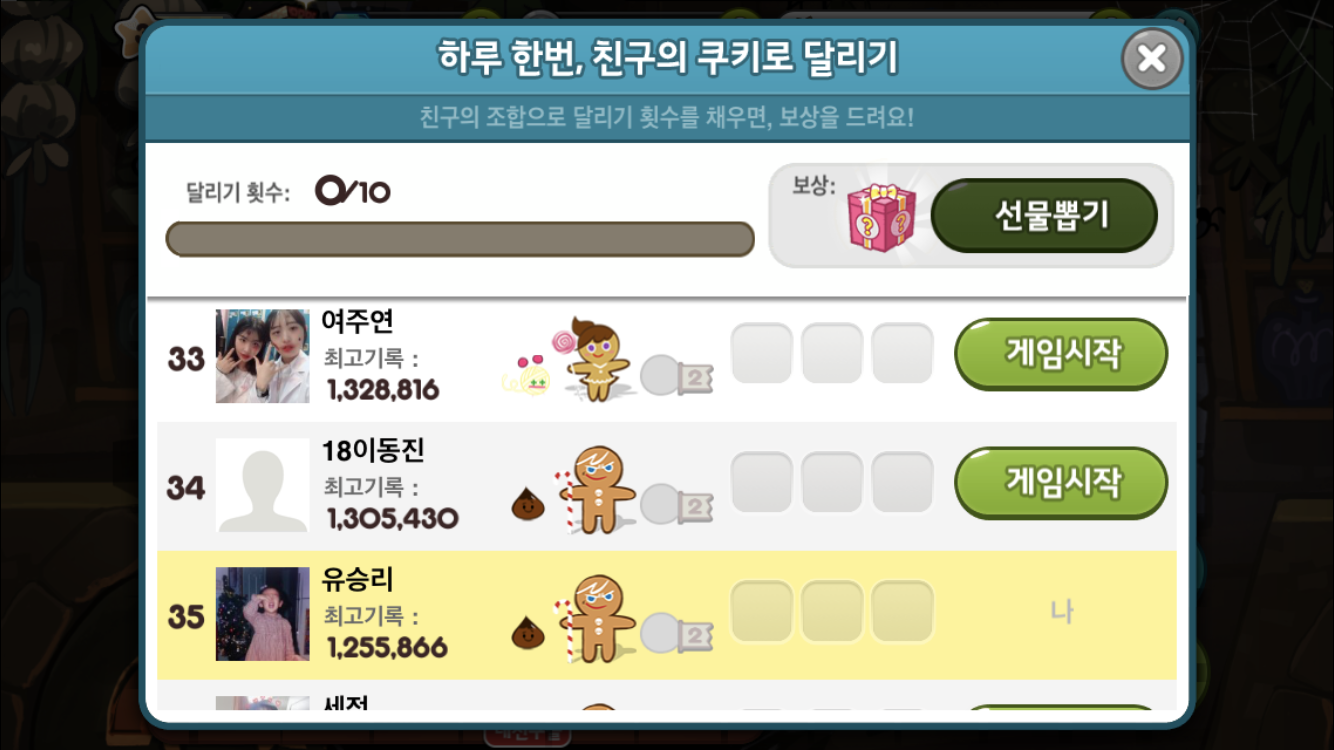 하루 한번, 친구의 쿠키로 달리기
친구의 조합으로 달리기 횟수를 채우면, 보상을 드려요!
달리기 횟수: 0/10
보상:
선물뽑기
33
여주연
최고기록 :
1,328,816
2
게임시작
34
18이동진
최고기록 :
1,305,430
2
게임시작
35
유승리
최고기록 :
1,255,866
2
나